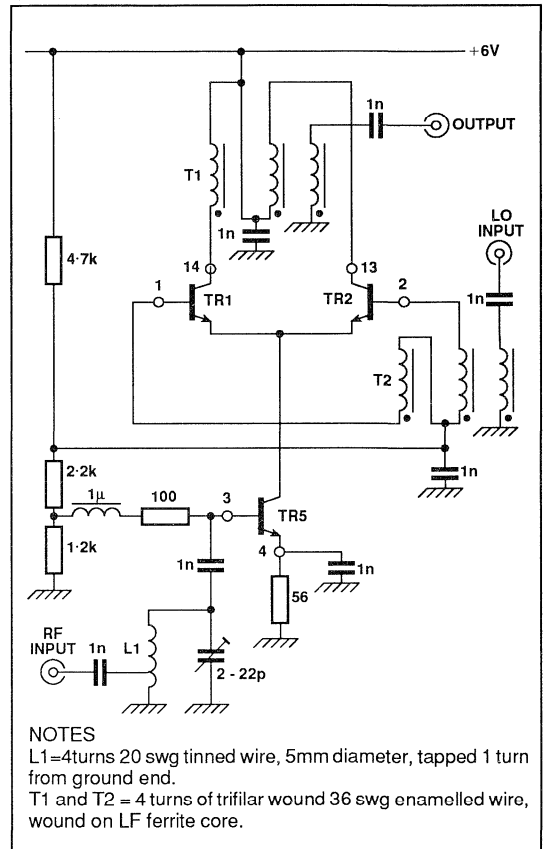 +6V
1n
OUTPUT
T1
LO
INPUT
1n
4·7k
14
13
1
TR1
TR2
2
1n
T2
2·2k
1µ
100
3
TR5
1n
1·2k
4
1n
1n
56
RF
INPUT
1n
L1
2 - 22p
NOTES
L1=4turns 20 swg tinned wire, 5mm diameter, tapped 1 turn
from ground end.
T1 and T2 = 4 turns of trifilar wound 36 swg enamelled wire,
wound on LF ferrite core.